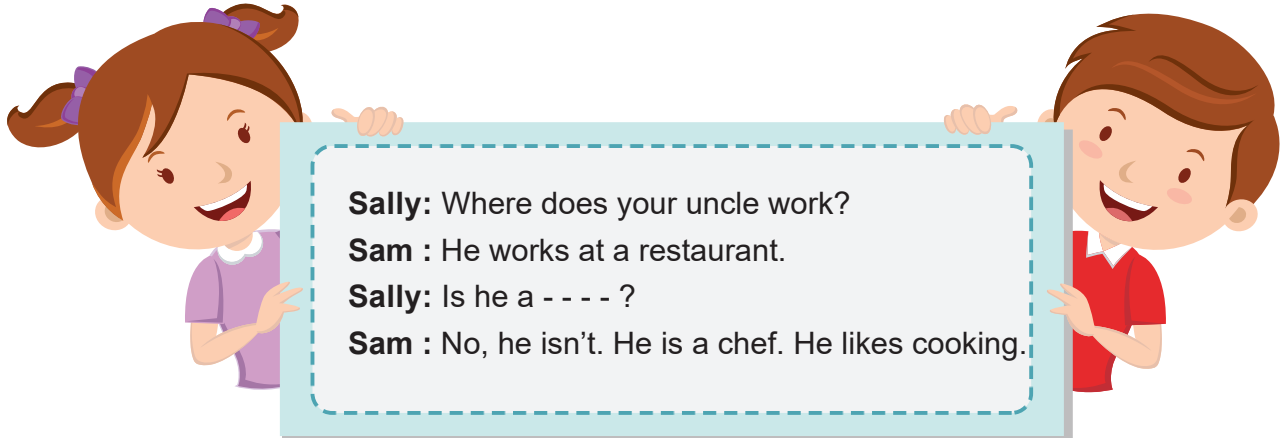 Sally: Where does your uncle work?
Sam : He works at a restaurant.
Sally: Is he a - - - - ?
Sam : No, he isn’t. He is a chef. He likes cooking.